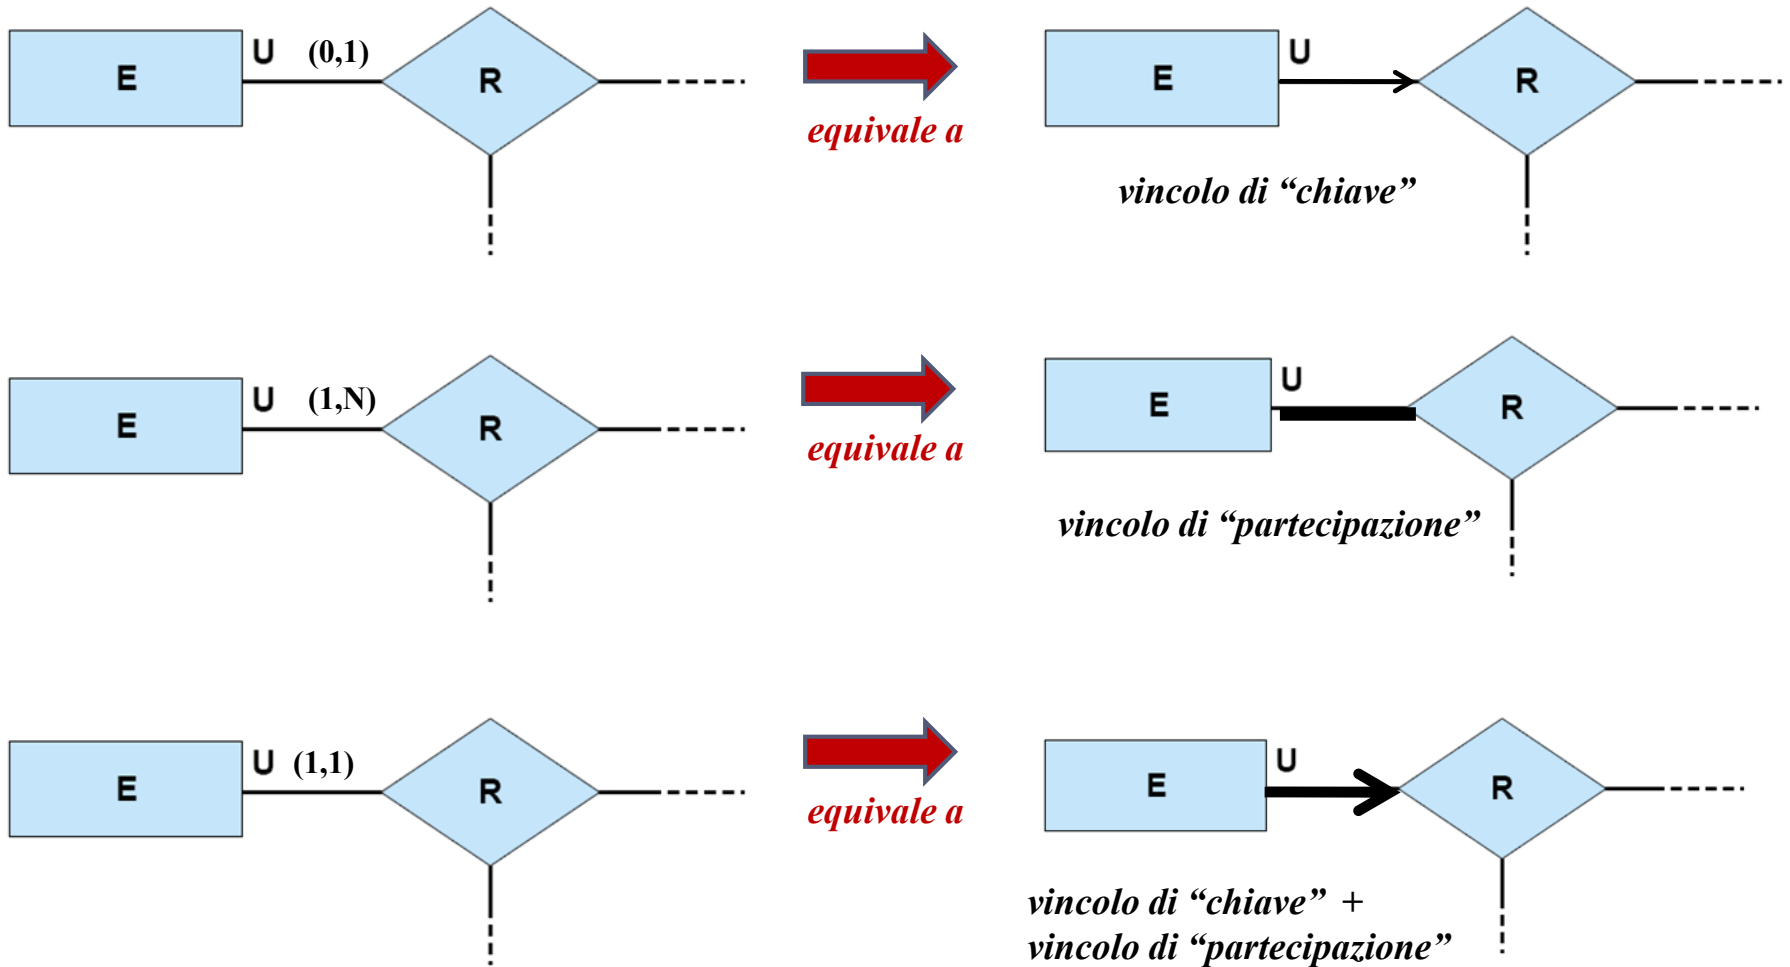 E U (0,1) R
equivale a
E U R
vincolo di “chiave”
E U (1,N) R
equivale a
E U R
vincolo di “partecipazione”
E U (1,1) R
equivale a
E U R
vincolo di “chiave” +
vincolo di “partecipazione”